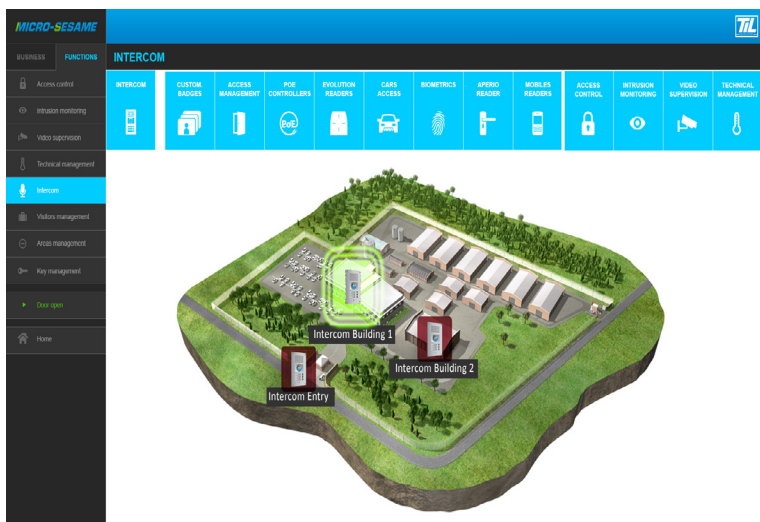 MICRO-SESAME
TiL
BUSINESS FUNCTIONS
INTERCOM
Access control
Intrusion monitoring
Video supervision
Technical management
Intercom
Visitors management
Areas management
Key management
Door open
Home
INTERCOM
CUSTOM.
BADGES
ACCESS
MANAGEMENT
POE
CONTROLLERS
PoE
EVOLUTION
READERS
CARS
ACCESS
BIOMETRICS
APERIO
READER
MOBILES
READERS
ACCESS
CONTROL
INTRUSION
MONITORING
VIDEO
SUPERVISION
TECHNICAL
MANAGEMENT
Intercom Building 1
Intercom Building 2
Intercom Entry